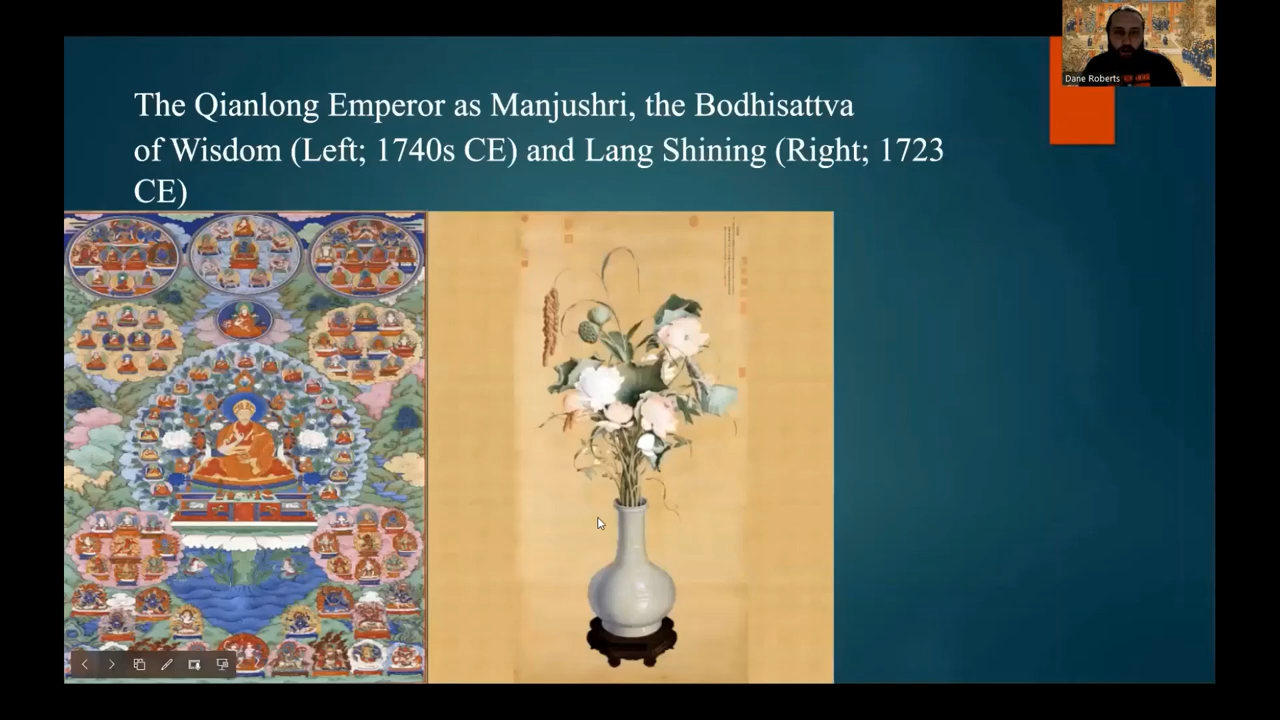 The Qianlong Emperor as Manjushri, the Bodhisattva
of Wisdom (Left; 1740s CE) and Lang Shining (Right; 1723
CE)
Dane Roberts